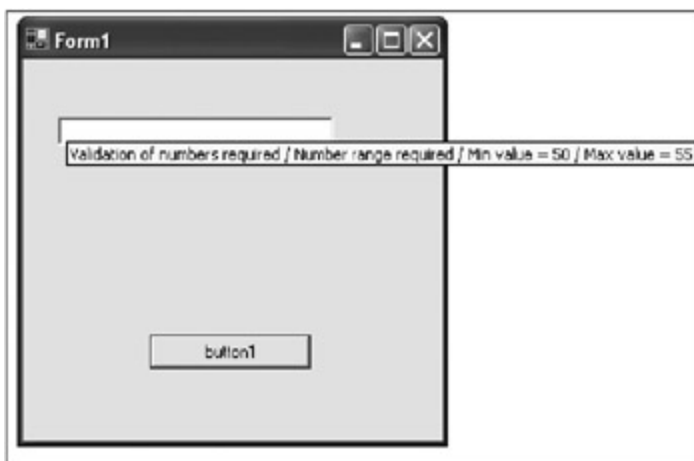 Form1
Validation of numbers required / Number range required / Min value = 50 / Max value = 55
button1